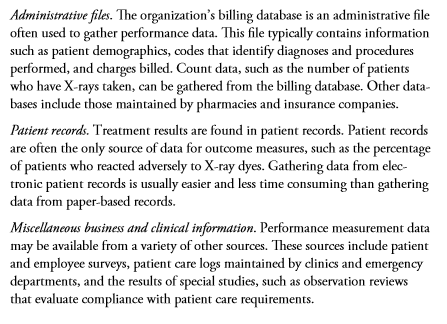 Administrative files. The organization's billing database is an administrative file
often used to gather performance data. This file typically contains information
such as patient demographics, codes that identify diagnoses and procedures
performed, and charges billed. Count data, such as the number of patients
who have X-rays taken, can be gathered from the billing database. Other data-
bases include those maintained by pharmacies and insurance companies.
Patient records. Treatment results are found in patient records. Patient records
are often the only source of data for outcome measures, such as the percentage
of patients who reacted adversely to X-ray dyes. Gathering data from elec-
tronic patient records is usually easier and less time consuming than gathering
data from paper-based records.
Miscellaneous business and clinical information. Performance measurement data
may be available from a variety of other sources. These sources include patient
and employee surveys, patient care logs maintained by clinics and emergency
departments, and the results of special studies, such as observation reviews
that evaluate compliance with patient care requirements.